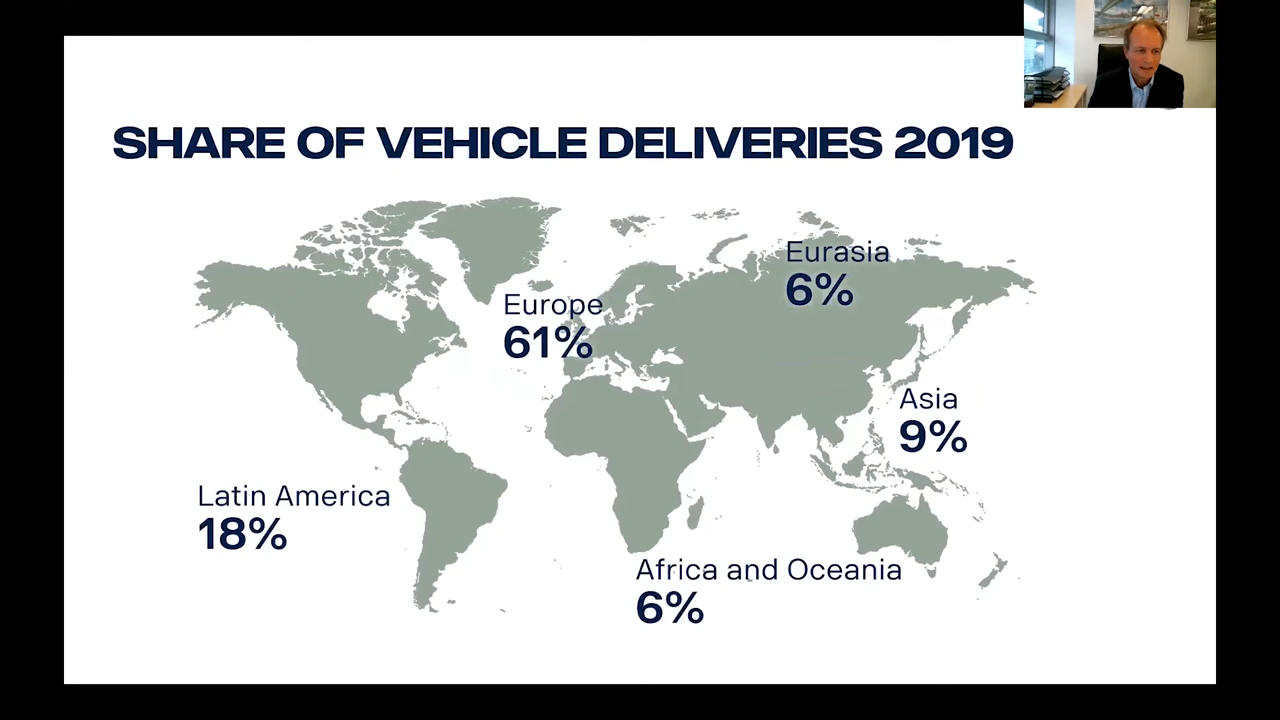 SHARE OF VEHICLE DELIVERIES 2019
Eurasia
6%
Europe
61%
Asia
9%
Latin America
18%
Africa and Oceania
6%